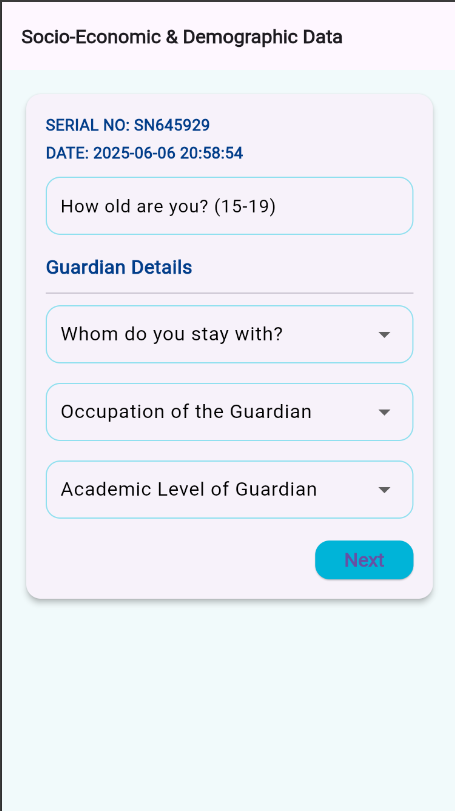 Socio-Economic & Demographic Data
SERIAL NO: SN645929
DATE: 2025-06-06 20:58:54
How old are you? (15-19)
Guardian Details
Whom do you stay with?
Occupation of the Guardian
Academic Level of Guardian
Next